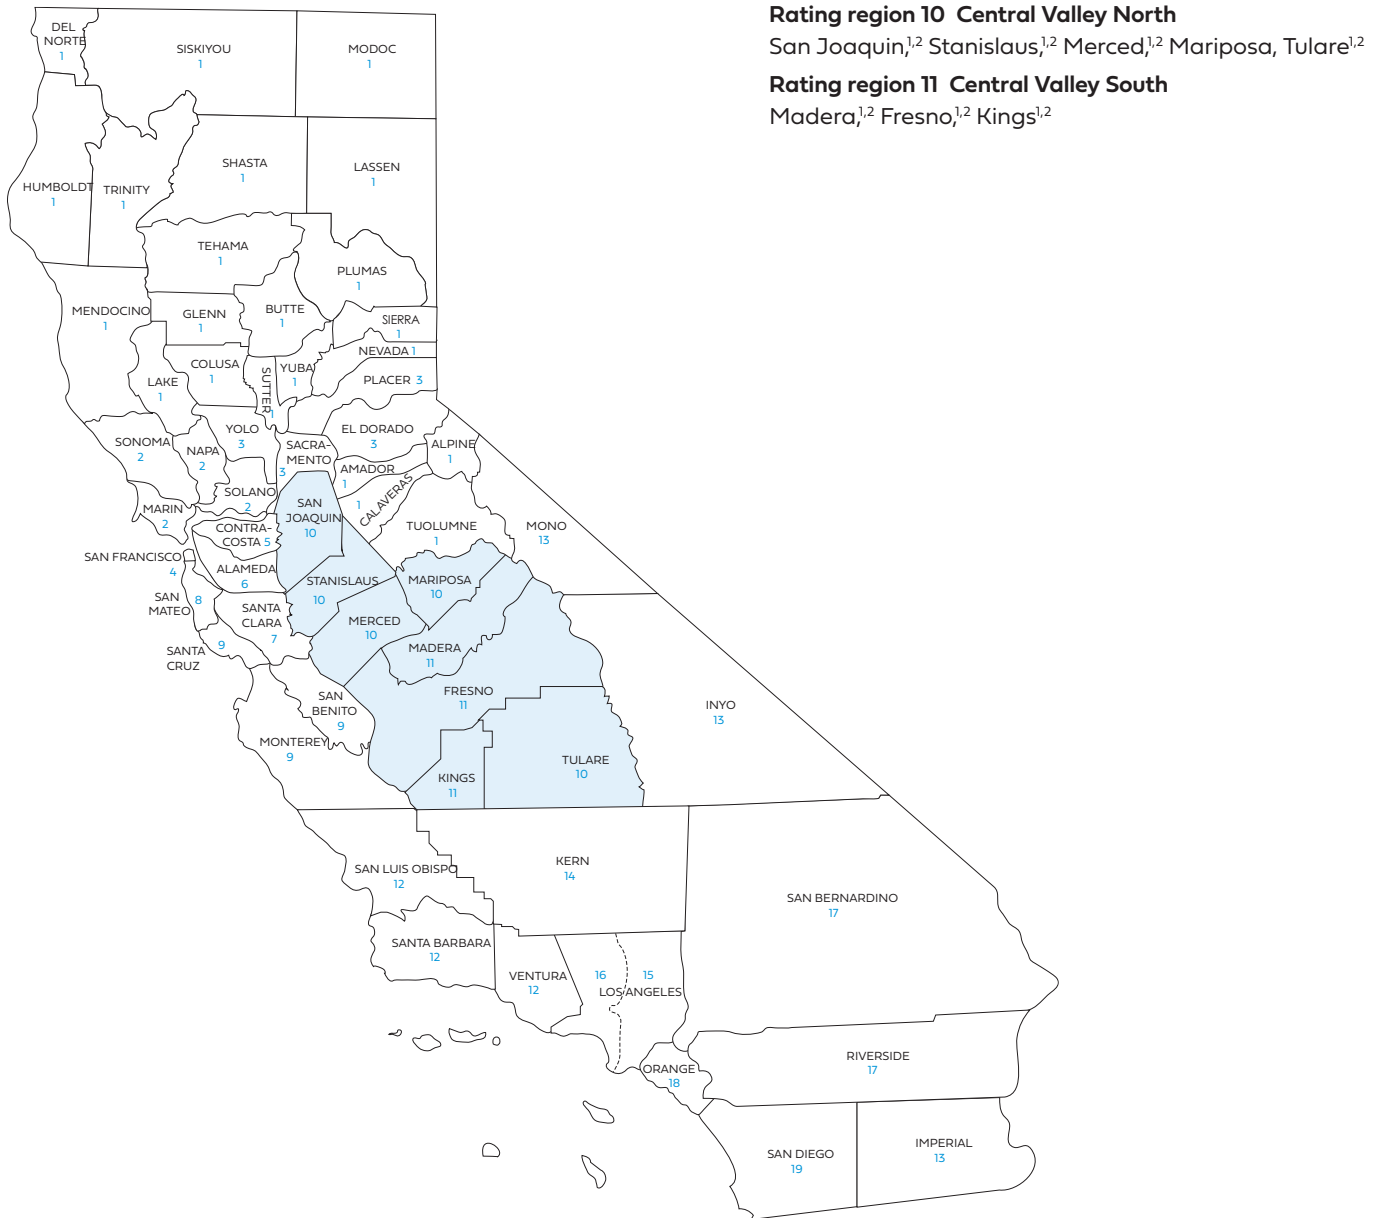 Rating region 10 Central Valley North
San Joaquin,1,2 Stanislaus,1,2 Merced,1,2 Mariposa, Tulare1,2
Rating region 11 Central Valley South
Madera,1,2 Fresno,1,2 Kings1,2
DEL
NORTE
1
SISKIYOU
1
MODOC
1
HUMBOLDT
1
TRINITY
1
SHASTA
1
LASSEN
1
TEHAMA
1
PLUMAS
1
MENDOCINO
1
GLENN
1
BUTTE
1
SIERRA
1
NEVADA 1
COLUSA
1
SUTTER
1
YUBA
1
PLACER 3
LAKE
1
SONOMA
2
NAPA
2
YOLO
3
SACRA-
MENTO
3
EL DORADO
3
ALPINE
1
AMADOR
1
CALAVERAS
1
SOLANO
2
MARIN
2
SAN
JOAQUIN
10
CONTRA-
COSTA 5
TUOLUMNE
1
MONO
13
SAN FRANCISCO
4
ALAMEDA
6
STANISLAUS
10
MARIPOSA
10
SAN
MATEO
8
SANTA
CLARA
7
MERCED
10
SANTA
CRUZ
9
MADERA
11
SAN
BENITO
9
FRESNO
11
INYO
13
MONTEREY
9
KINGS
11
TULARE
10
SAN LUIS OBISPO
12
KERN
14
SAN BERNARDINO
17
SANTA BARBARA
12
VENTURA
12
16
15
LOS ANGELES
ORANGE
18
RIVERSIDE
17
SAN DIEGO
19
IMPERIAL
13